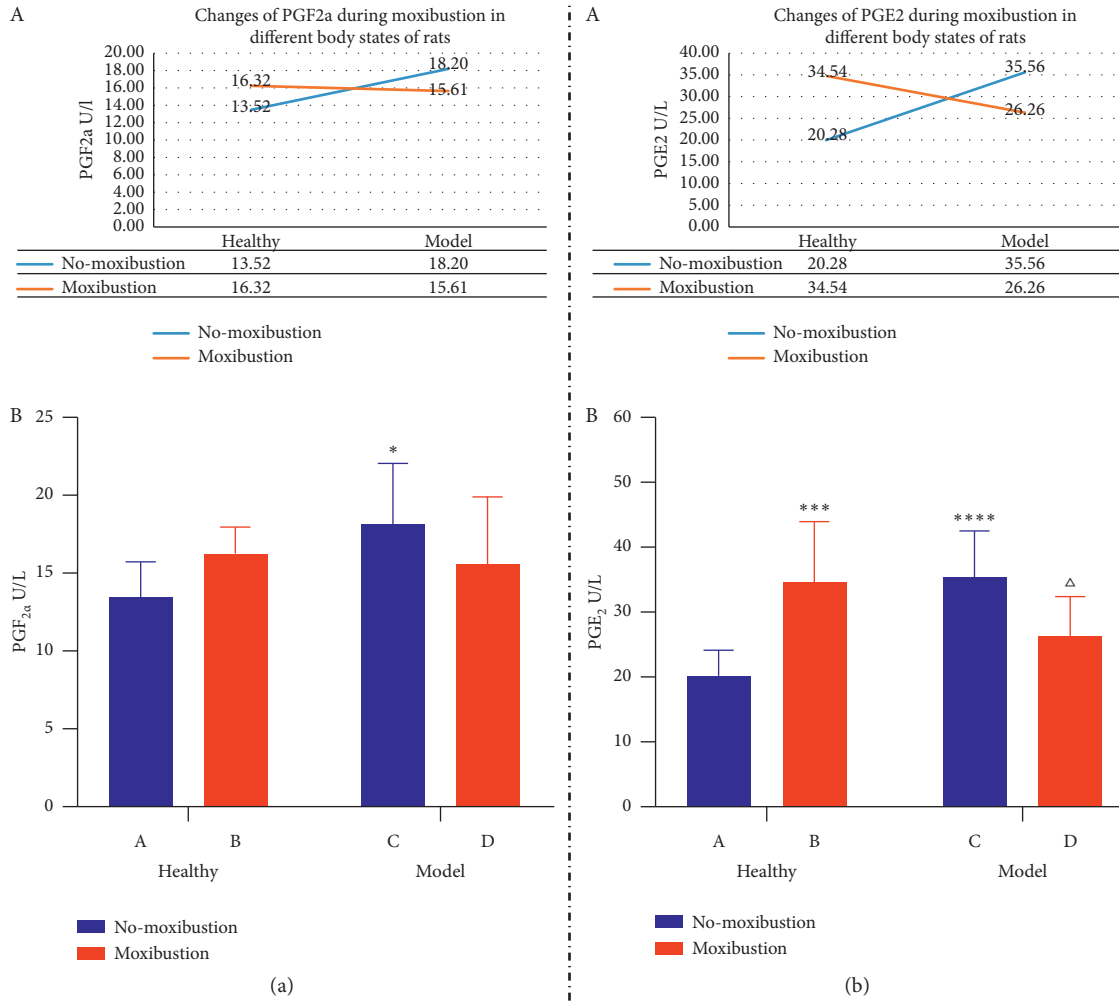 A
Changes of PGF2a during moxibustion in
different body states of rats
PGF2a U/l
20.00
18.00
16.00
14.00
12.00
10.00
8.00
6.00
4.00
2.00
0.00
16.32
13.52
18.20
15.61
Healthy Model
No-moxibustion 13.52 18.20
Moxibustion 16.32 15.61
No-moxibustion
Moxibustion
B
PGF2α U/L
25
20
15
10
5
0
*
A B C D
Healthy Model
No-moxibustion
Moxibustion
(a)
A
Changes of PGE2 during moxibustion in
different body states of rats
PGE2 U/L
40.00
35.00
30.00
25.00
20.00
15.00
10.00
5.00
0.00
34.54
20.28
35.56
26.26
Healthy Model
No-moxibustion 20.28 35.56
Moxibustion 34.54 26.26
No-moxibustion
Moxibustion
B
PGE2 U/L
60
50
40
30
20
10
0
***
****
△
A B C D
Healthy Model
No-moxibustion
Moxibustion
(b)